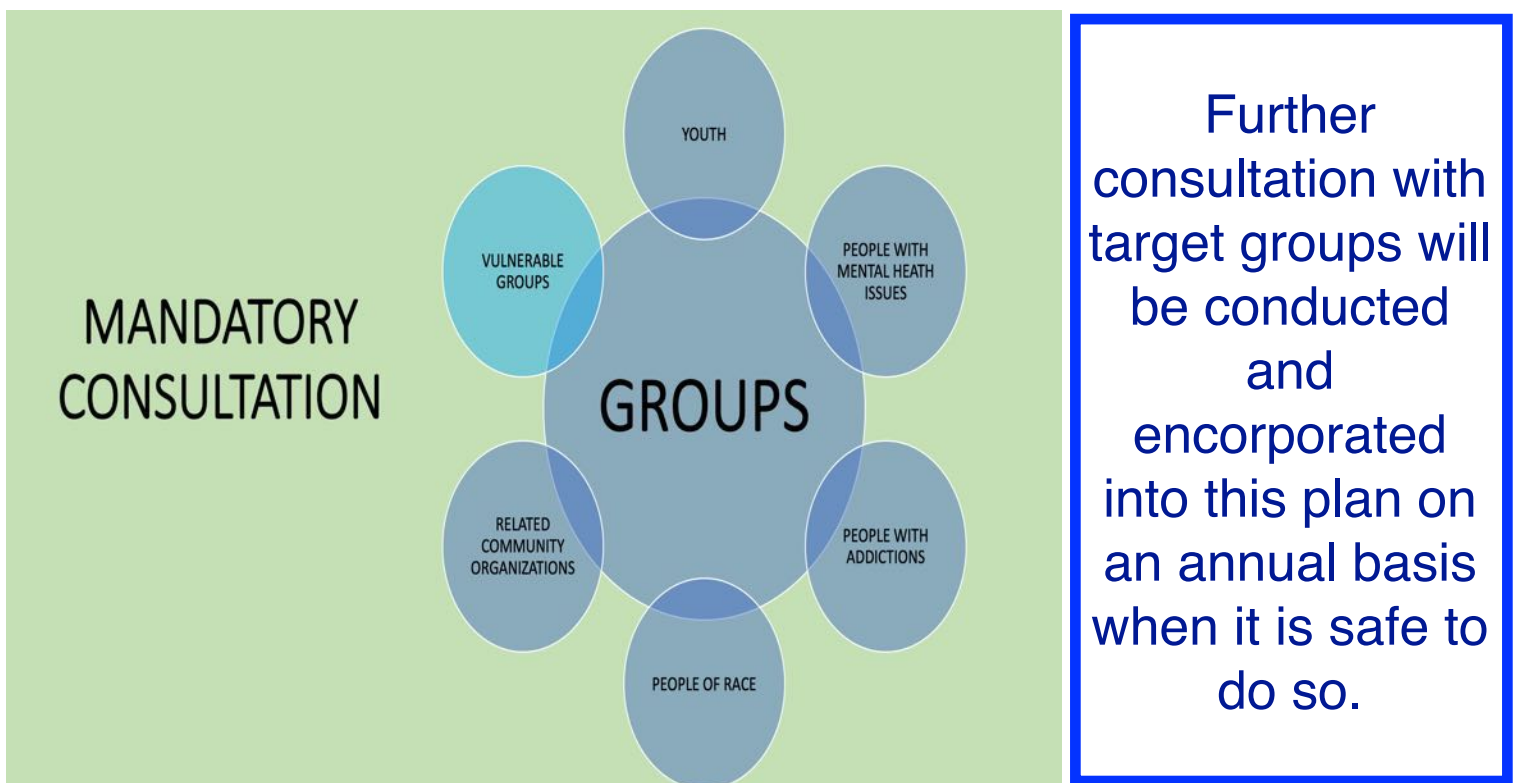 MANDATORY
CONSULTATION
YOUTH
PEOPLE WITH
MENTAL HEATH
ISSUES
PEOPLE WITH
ADDICTIONS
PEOPLE OF RACE
RELATED
COMMUNITY
ORGANIZATIONS
VULNERABLE
GROUPS
GROUPS
Further
consultation with
target groups will
be conducted
and
encorporated
into this plan on
an annual basis
when it is safe to
do so.